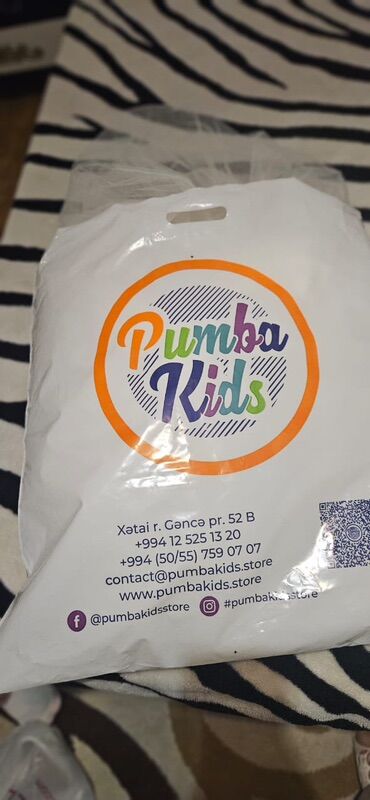 Pumba
Kids
Xətai r. Gəncə pr. 52 B
+994 12 525 13 20
+994 (50/55) 759 07 07
contact@pumbakids.store
www.pumbakids.store
@pumbakidsstore #pumbakidsstore